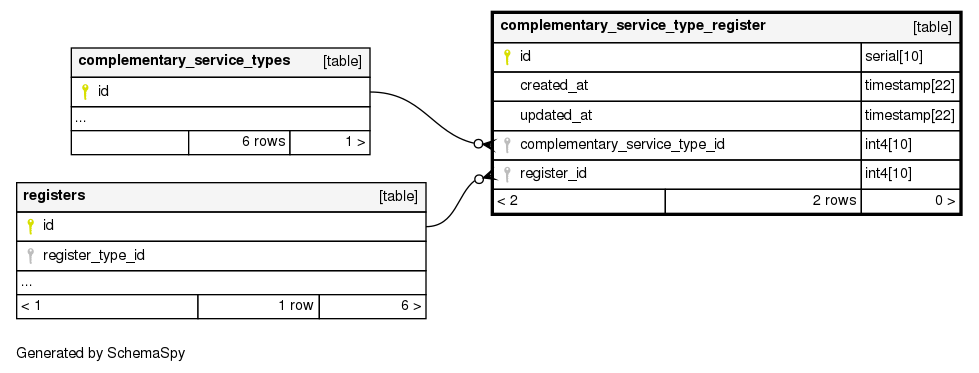 complementary_service_type_register [table]
id serial[10]
created_at timestamp[22]
updated_at timestamp[22]
complementary_service_type_id int4[10]
register_id int4[10]
< 2 2 rows 0 >
complementary_service_types [table]
id
...
6 rows 1 >
registers [table]
id
register_type_id
...
< 1 1 row 6 >
Generated by SchemaSpy